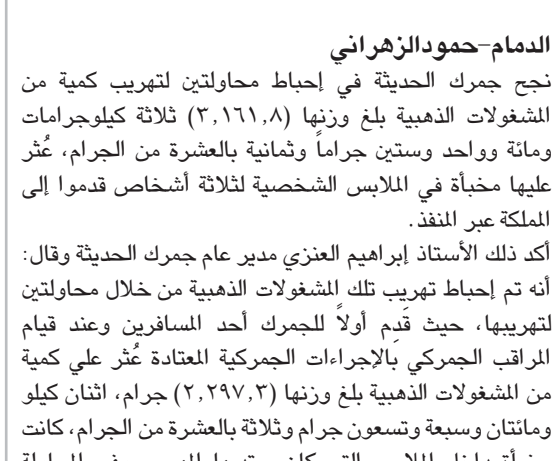 الدمام-حمودالزهراني
نجح جمرك الحديثة في إحباط محاولتين لتهريب كمية من
المشغولات الذهبية بلغ وزنها (٣,١٦١,٨) ثلاثة كيلوجرامات
ومائة وواحد وستين جراماً وثمانية بالعشرة من الجرام، عُثر
عليها مخبأة في الملابس الشخصية لثلاثة أشخاص قدموا إلى
المملكة عبر المنفذ.
أكد ذلك الأستاذ إبراهيم العنزي مدير عام جمرك الحديثة وقال:
أنه تم إحباط تهريب تلك المشغولات الذهبية من خلال محاولتين
لتهريبها، حيث قَدِم أولاً للجمرك أحد المسافرين وعند قيام
المراقب الجمركي بالإجراءات الجمركية المعتادة عُثر علي كمية
من المشغولات الذهبية بلغ وزنها (٢,٢٩٧,٣) جرام، اثنان كيلو
ومائتان وسبعة وتسعون جرام وثلاثة بالعشرة من الجرام، كانت